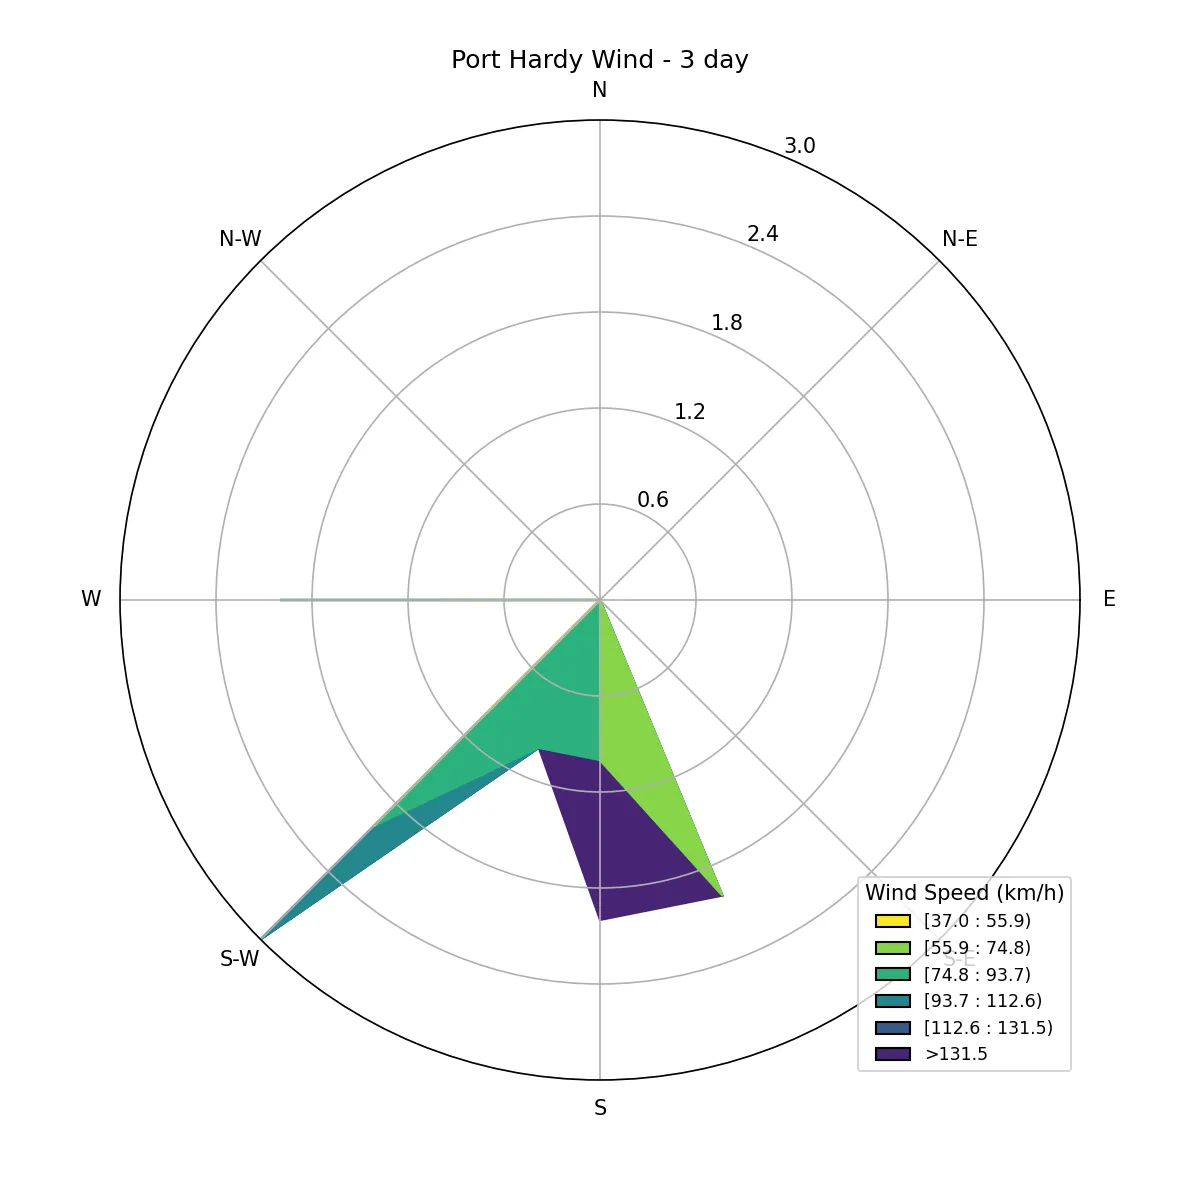 Port Hardy Wind - 3 day
N
3.0
N-W
N-E
2.4
1.8
1.2
0.6
W
E
S-W
S-E
S
Wind Speed (km/h)
[37.0 : 55.9)
[55.9 : 74.8)
[74.8 : 93.7)
[93.7 : 112.6)
[112.6 : 131.5)
>131.5